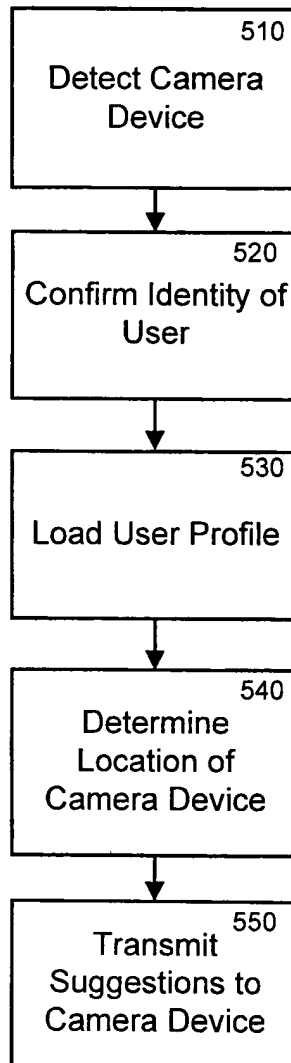 510
Detect Camera
Device
520
Confirm Identity of
User
530
Load User Profile
540
Determine
Location of
Camera Device
550
Transmit
Suggestions to
Camera Device